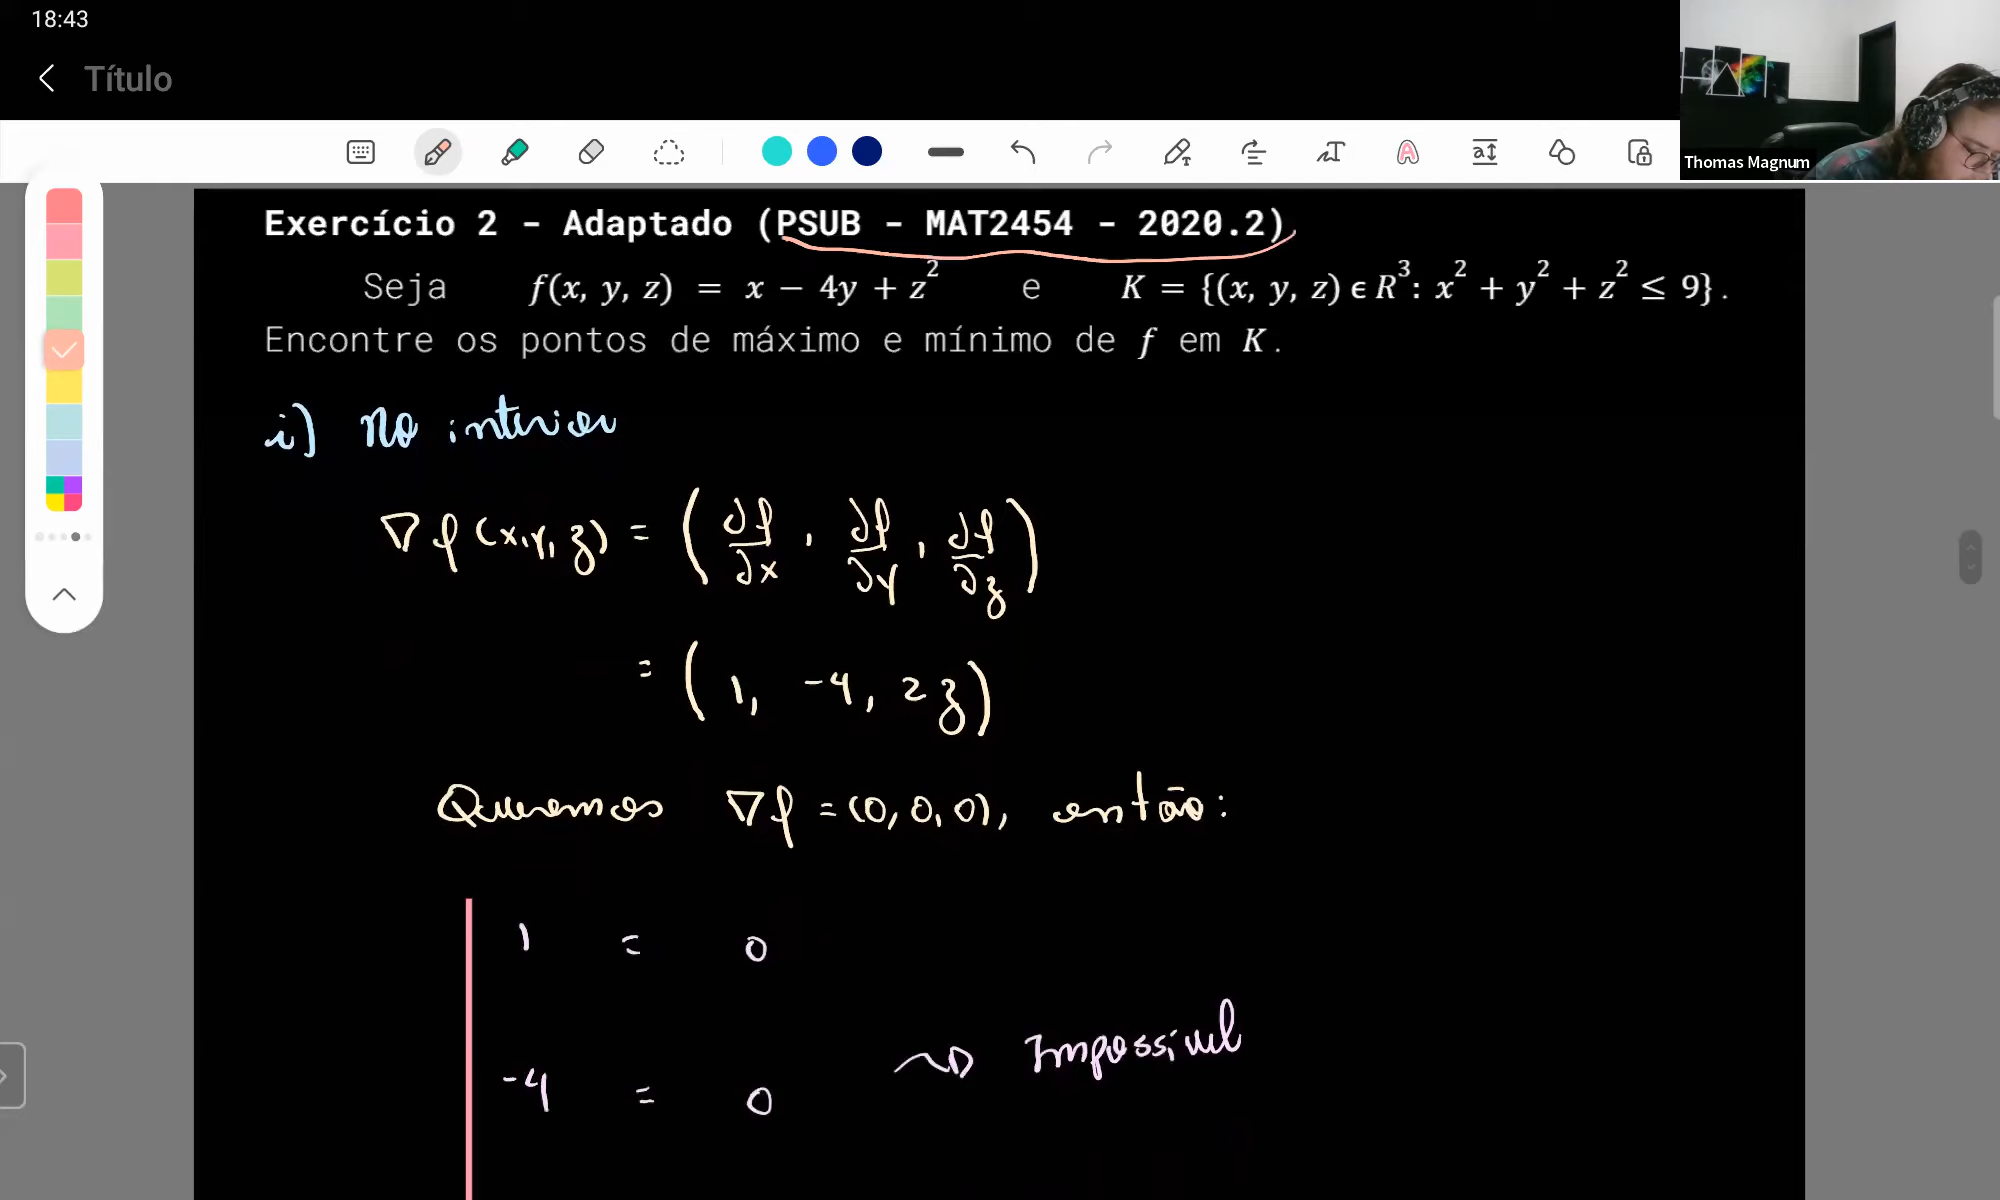 18:43
Título
Thomas Magnum
Exercício 2 - Adaptado (PSUB - MAT2454 - 2020.2)
Seja f(x, y, z) = x − 4y + z² e K = {(x, y, z) ϵ R³: x² + y² + z² ≤ 9}.
Encontre os pontos de máximo e mínimo de f em K.
i) No interior
∇f(x,y,z) = (∂f/∂x, ∂f/∂y, ∂f/∂z)
= (1, -4, 2z)
Queremos ∇f = (0, 0, 0), então:
1 = 0
-4 = 0 ⇝ Impossível